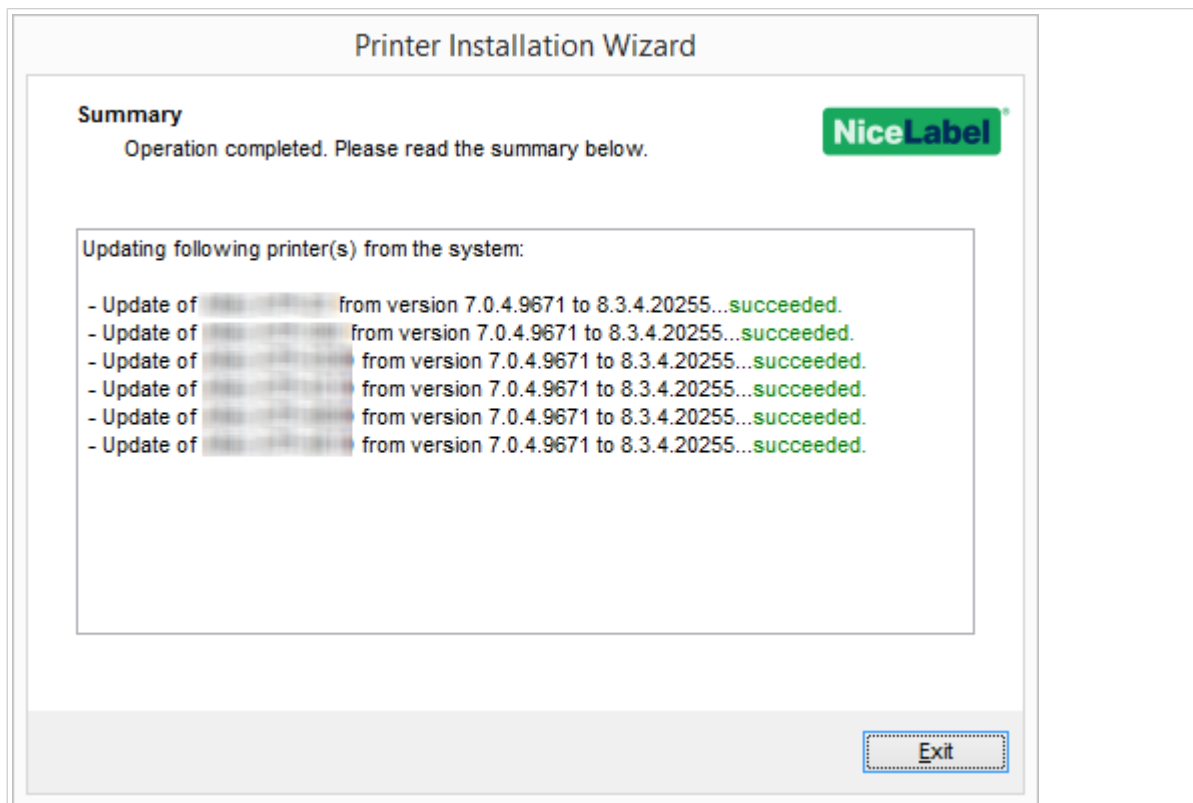 Printer Installation Wizard
Summary
Operation completed. Please read the summary below.
NiceLabel®
Updating following printer(s) from the system:
- Update of from version 7.0.4.9671 to 8.3.4.20255...succeeded.
- Update of from version 7.0.4.9671 to 8.3.4.20255...succeeded.
- Update of from version 7.0.4.9671 to 8.3.4.20255...succeeded.
- Update of from version 7.0.4.9671 to 8.3.4.20255...succeeded.
- Update of from version 7.0.4.9671 to 8.3.4.20255...succeeded.
- Update of from version 7.0.4.9671 to 8.3.4.20255...succeeded.
Exit